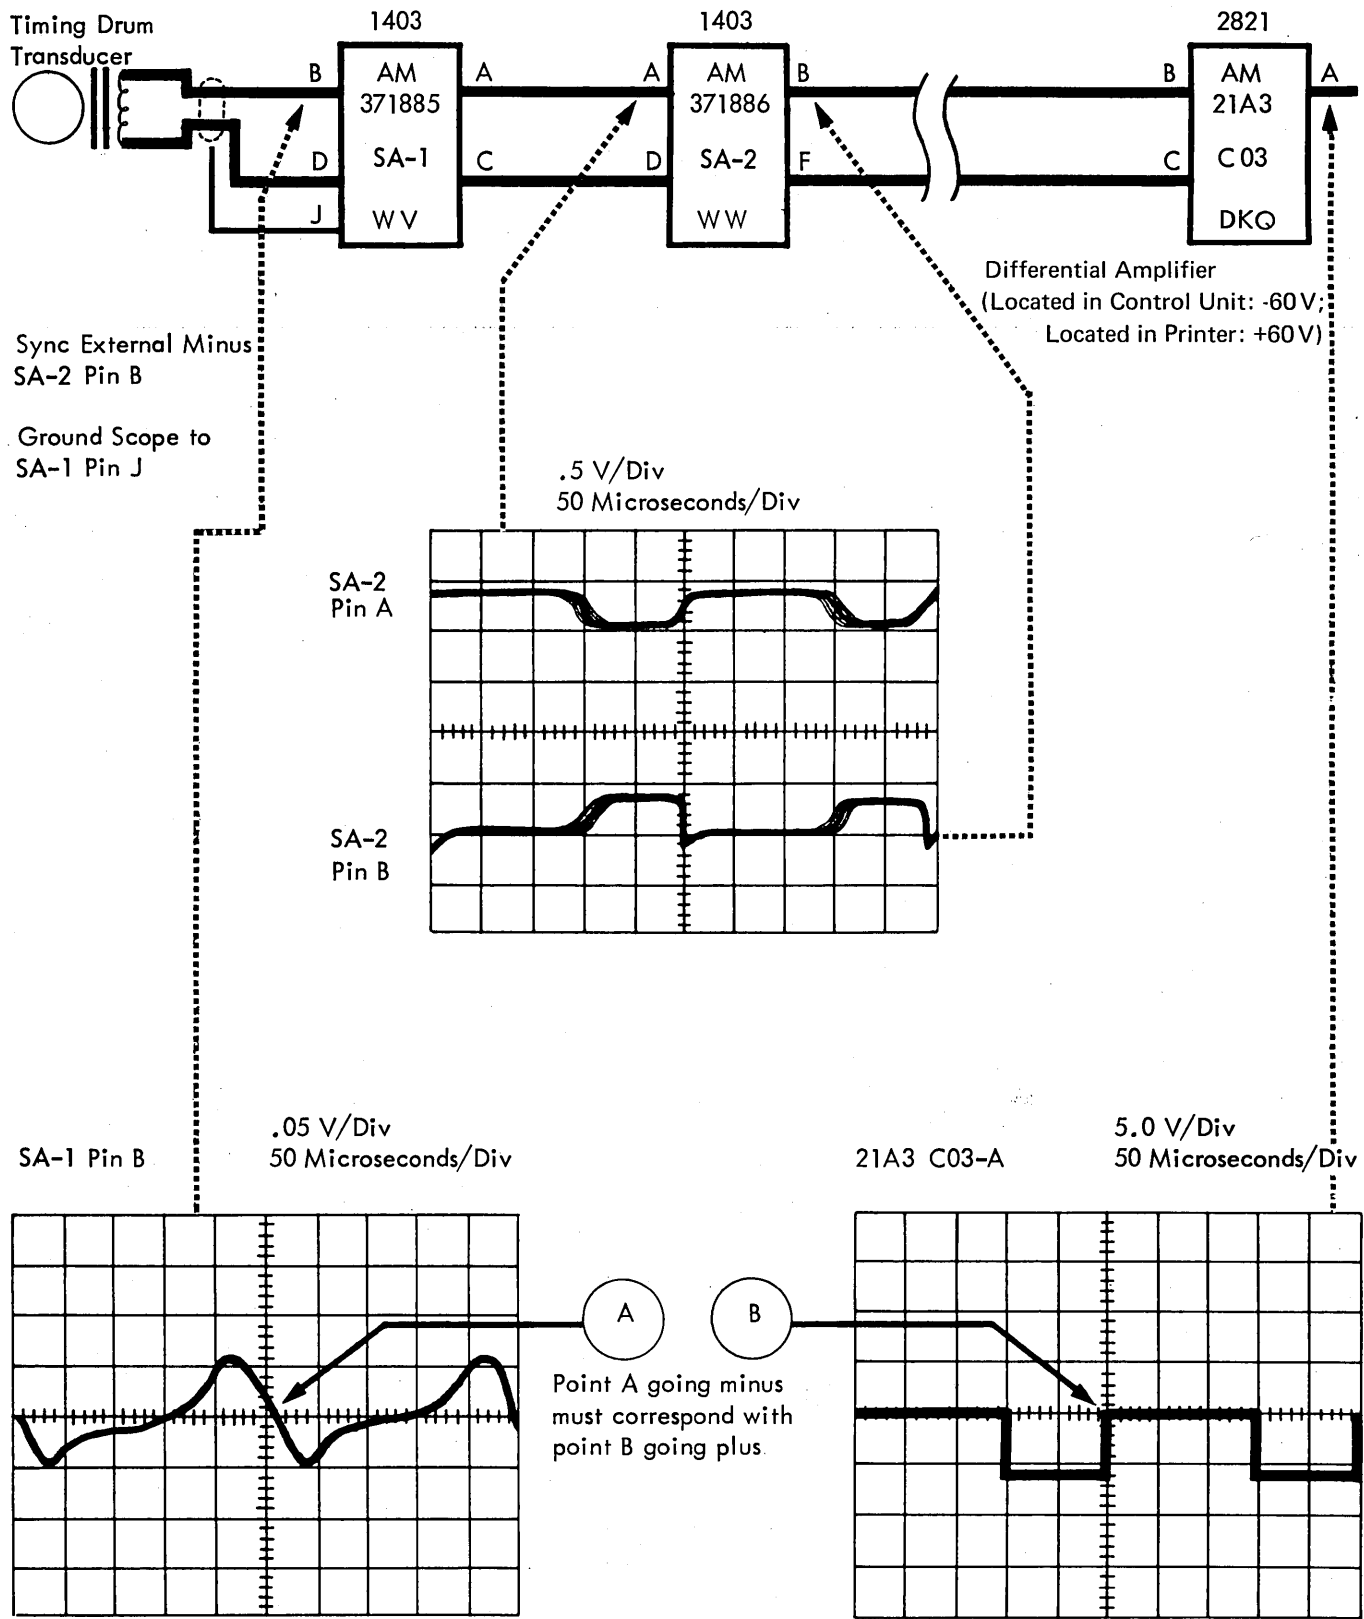 Timing Drum
Transducer
1403
1403
2821
B
AM
A
A
AM
B
B
AM
A
371885
371886
21A3
D
SA-1
C
D
SA-2
F
C
C 03
J
WV
WW
DKQ
Differential Amplifier
(Located in Control Unit: -60V;
Located in Printer: +60V)
Sync External Minus
SA-2 Pin B
Ground Scope to
SA-1 Pin J
.5 V/Div
50 Microseconds/Div
SA-2
Pin A
SA-2
Pin B
.05 V/Div
SA-1 Pin B
50 Microseconds/Div
5.0 V/Div
21A3 C03-A
50 Microseconds/Div
A
B
Point A going minus
must correspond with
point B going plus.